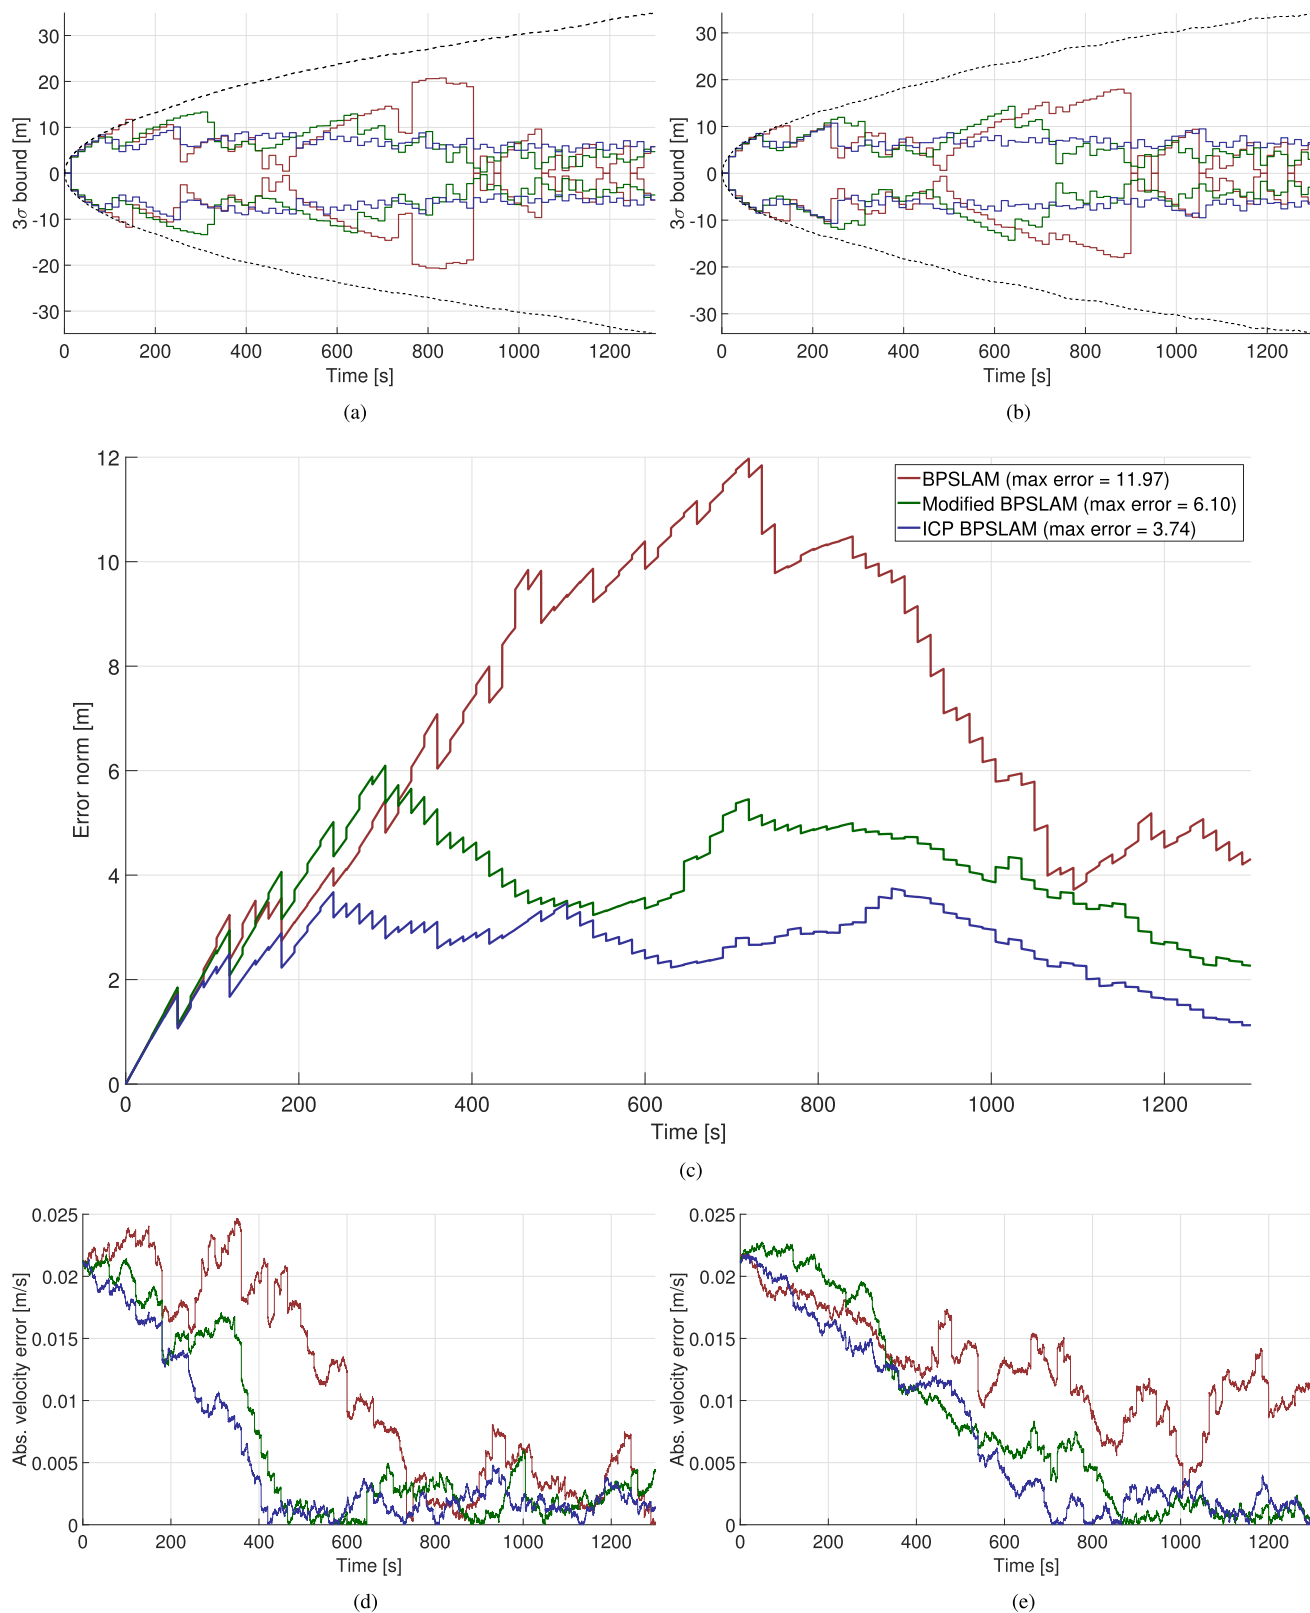 30
20
10
0
-10
-20
-30
3σ bound [m]
0 200 400 600 800 1000 1200
Time [s]
(a)
30
20
10
0
-10
-20
-30
3σ bound [m]
0 200 400 600 800 1000 1200
Time [s]
(b)
12
10
8
6
4
2
0
Error norm [m]
BPSLAM (max error = 11.97)
Modified BPSLAM (max error = 6.10)
ICP BPSLAM (max error = 3.74)
0 200 400 600 800 1000 1200
Time [s]
(c)
0.025
0.02
0.015
0.01
0.005
0
Abs. velocity error [m/s]
0 200 400 600 800 1000 1200
Time [s]
(d)
0.025
0.02
0.015
0.01
0.005
0
Abs. velocity error [m/s]
0 200 400 600 800 1000 1200
Time [s]
(e)